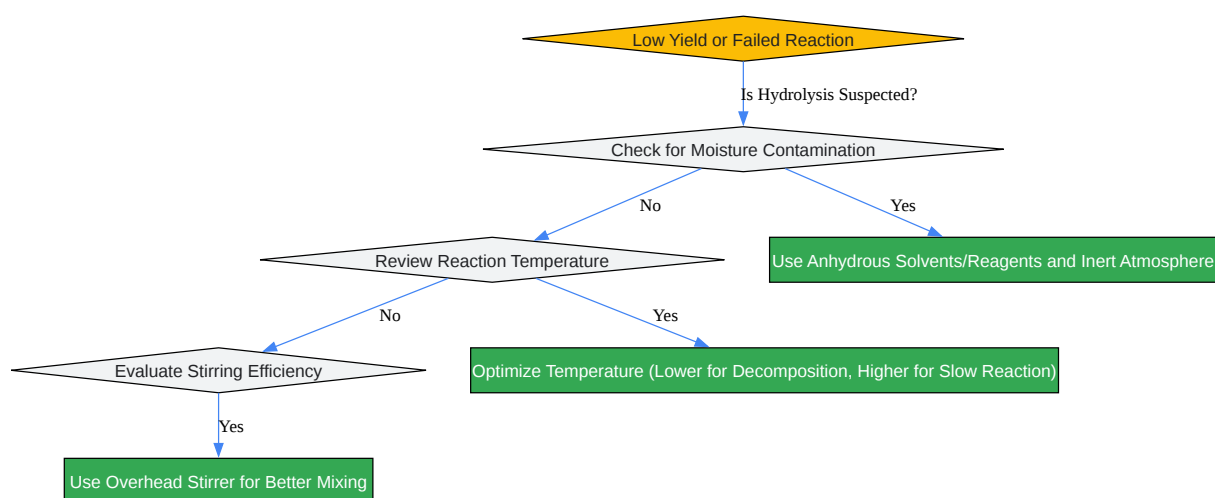 Low Yield or Failed Reaction
Is Hydrolysis Suspected?
Check for Moisture Contamination
No
Yes
Review Reaction Temperature
Use Anhydrous Solvents/Reagents and Inert Atmosphere
No
Yes
Evaluate Stirring Efficiency
Optimize Temperature (Lower for Decomposition, Higher for Slow Reaction)
Yes
Use Overhead Stirrer for Better Mixing